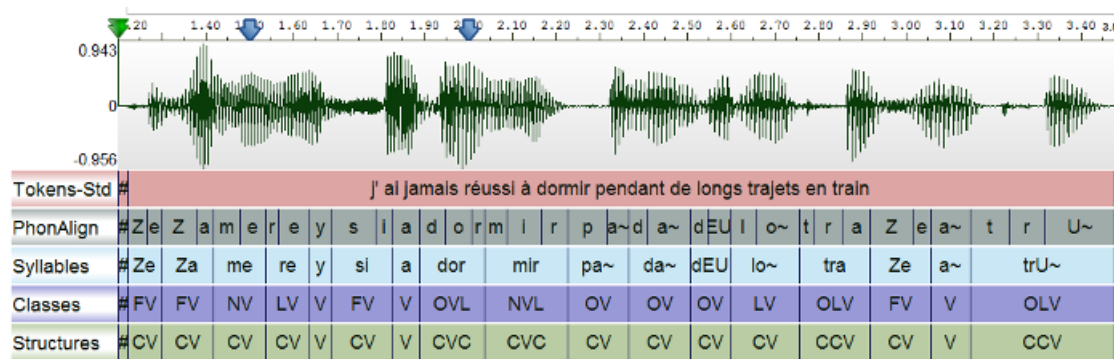 .20 1.40 1.50 1.60 1.70 1.80 1.90 2.00 2.10 2.20 2.30 2.40 2.50 2.60 2.70 2.80 2.90 3.00 3.10 3.20 3.30 3.40
0.943
0
-0.956
Tokens-Std # j' ai jamais réussi à dormir pendant de longs trajets en train
PhonAlign # Z e Z a m e r e y s i a d o r m i r p a~ d a~ d EU l o~ t r a Z e a~ t r U~
Syllables # Ze Za me re y si a dor mir pa~ da~ dEU lo~ tra Ze a~ trU~
Classes # FV FV NV LV V FV V OVL NVL OV OV OV LV OLV FV V OLV
Structures # CV CV CV CV V CV V CVC CVC CV CV CV CV CCV CV V CCV